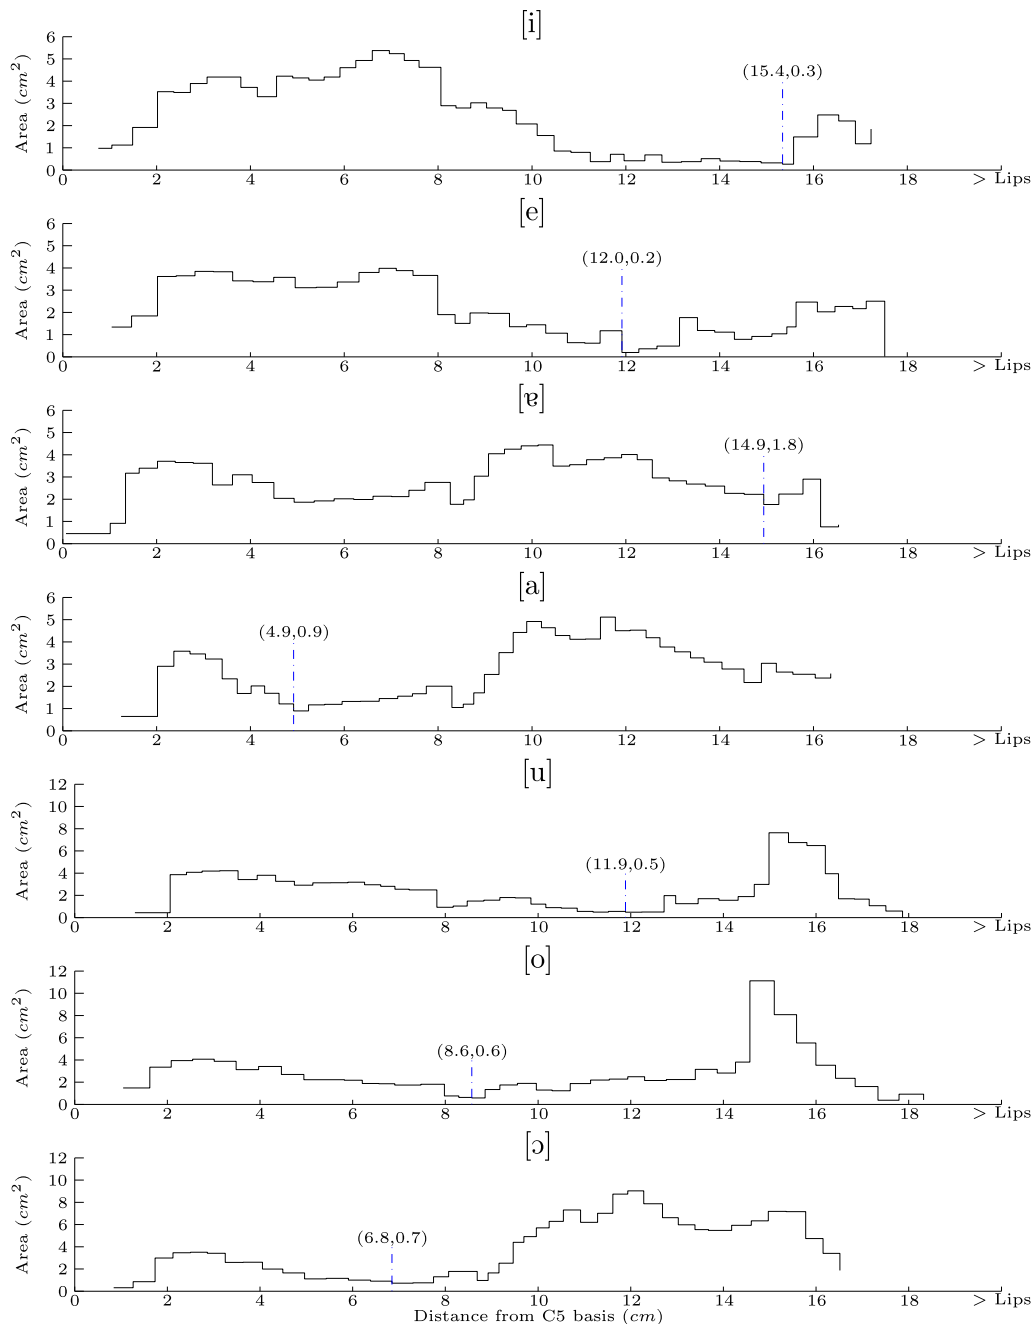 [i]
Area (cm²)
6
5
4
3
2
1
0
(15.4,0.3)
0 2 4 6 8 10 12 14 16 18 > Lips
[e]
Area (cm²)
6
5
4
3
2
1
0
(12.0,0.2)
0 2 4 6 8 10 12 14 16 18 > Lips
[ɐ]
Area (cm²)
6
5
4
3
2
1
0
(14.9,1.8)
0 2 4 6 8 10 12 14 16 18 > Lips
[a]
Area (cm²)
6
5
4
3
2
1
0
(4.9,0.9)
0 2 4 6 8 10 12 14 16 18 > Lips
[u]
Area (cm²)
12
10
8
6
4
2
0
(11.9,0.5)
0 2 4 6 8 10 12 14 16 18 > Lips
[o]
Area (cm²)
12
10
8
6
4
2
0
(8.6,0.6)
0 2 4 6 8 10 12 14 16 18 > Lips
[ɔ]
Area (cm²)
12
10
8
6
4
2
0
(6.8,0.7)
0 2 4 6 8 10 12 14 16 18 > Lips
Distance from C5 basis (cm)